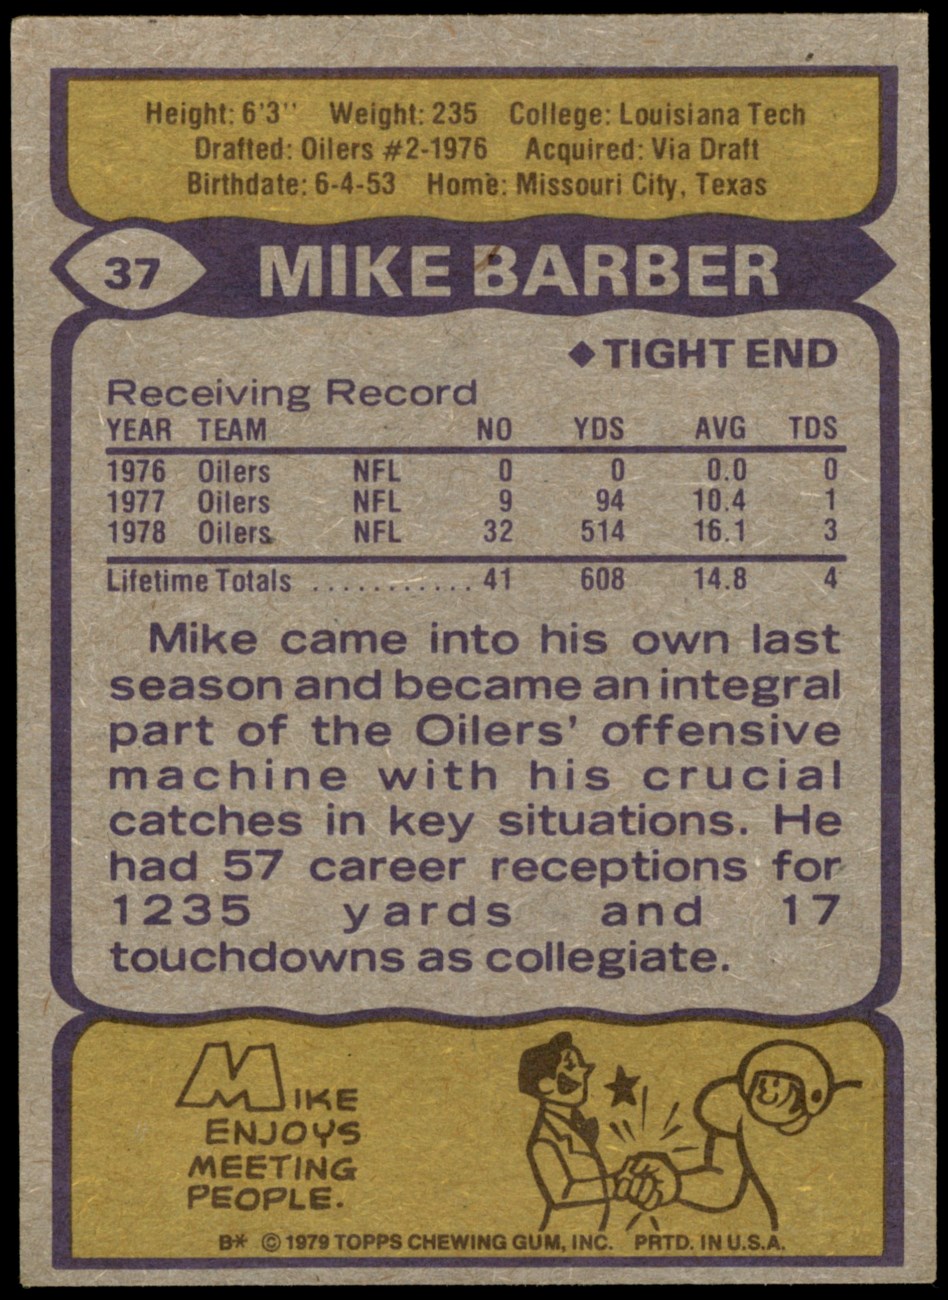 Height: 6'3'' Weight: 235 College: Louisiana Tech
Drafted: Oilers #2-1976 Acquired: Via Draft
Birthdate: 6-4-53 Home: Missouri City, Texas
37 MIKE BARBER
◆TIGHT END
Receiving Record
YEAR TEAM NO YDS AVG TDS
1976 Oilers NFL 0 0 0.0 0
1977 Oilers NFL 9 94 10.4 1
1978 Oilers NFL 32 514 16.1 3
Lifetime Totals ........... 41 608 14.8 4
Mike came into his own last
season and became an integral
part of the Oilers' offensive
machine with his crucial
catches in key situations. He
had 57 career receptions for
1235 yards and 17
touchdowns as collegiate.
MIKE
ENJOYS
MEETING
PEOPLE.
B* © 1979 TOPPS CHEWING GUM, INC. PRTD. IN U.S.A.